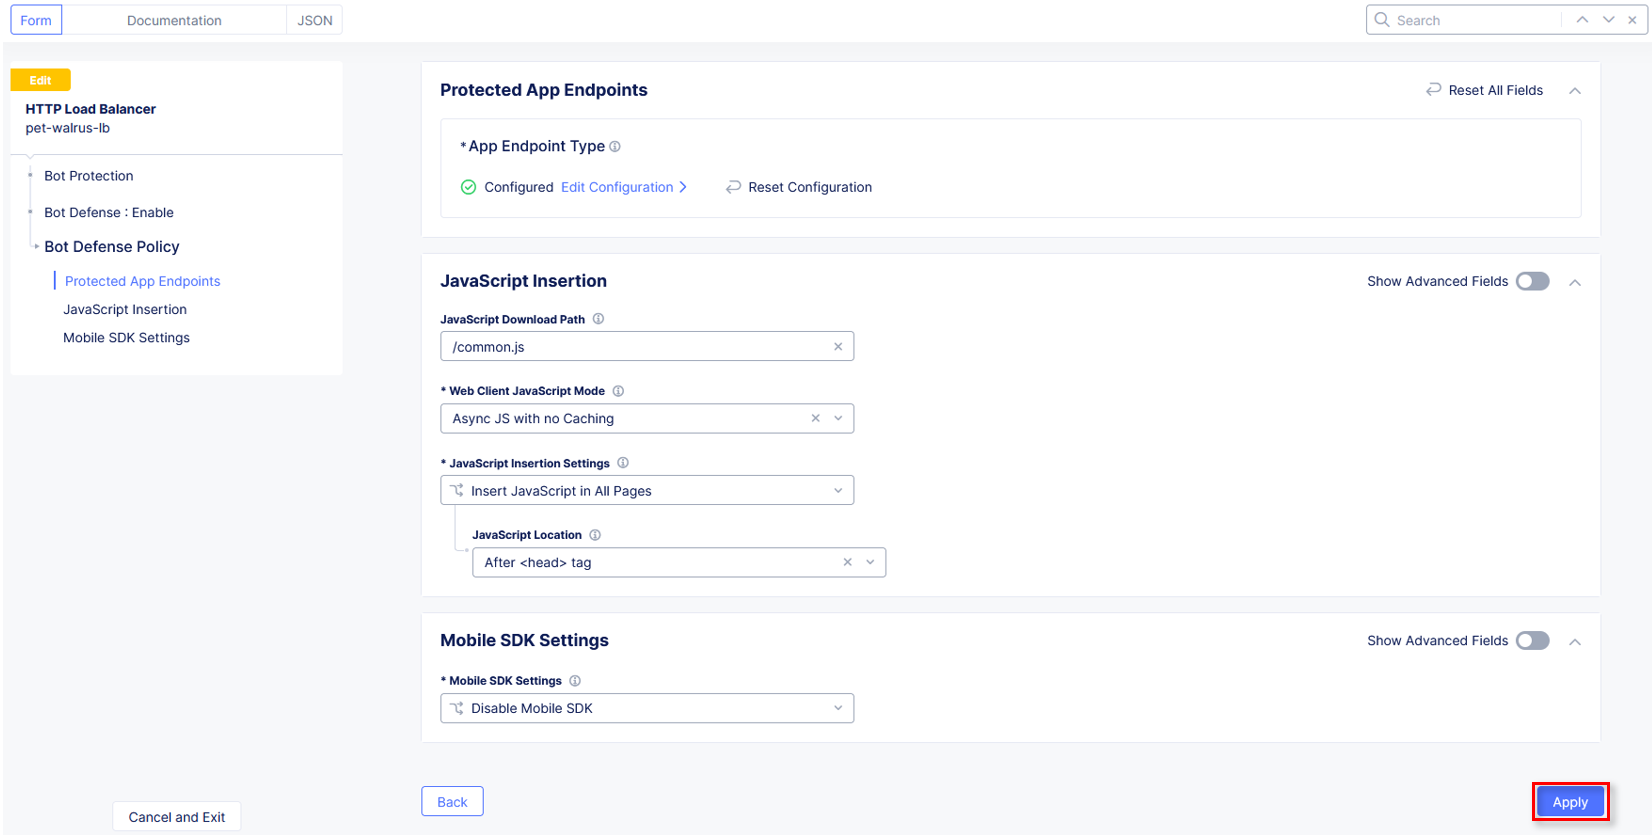 Form
Documentation
JSON
Search
Edit
HTTP Load Balancer
pet-walrus-lb
Bot Protection
Bot Defense : Enable
Bot Defense Policy
Protected App Endpoints
JavaScript Insertion
Mobile SDK Settings
Cancel and Exit
Protected App Endpoints
Reset All Fields
* App Endpoint Type
Configured Edit Configuration
Reset Configuration
JavaScript Insertion
Show Advanced Fields
JavaScript Download Path
/common.js
* Web Client JavaScript Mode
Async JS with no Caching
* JavaScript Insertion Settings
Insert JavaScript in All Pages
JavaScript Location
After <head> tag
Mobile SDK Settings
Show Advanced Fields
* Mobile SDK Settings
Disable Mobile SDK
Back
Apply